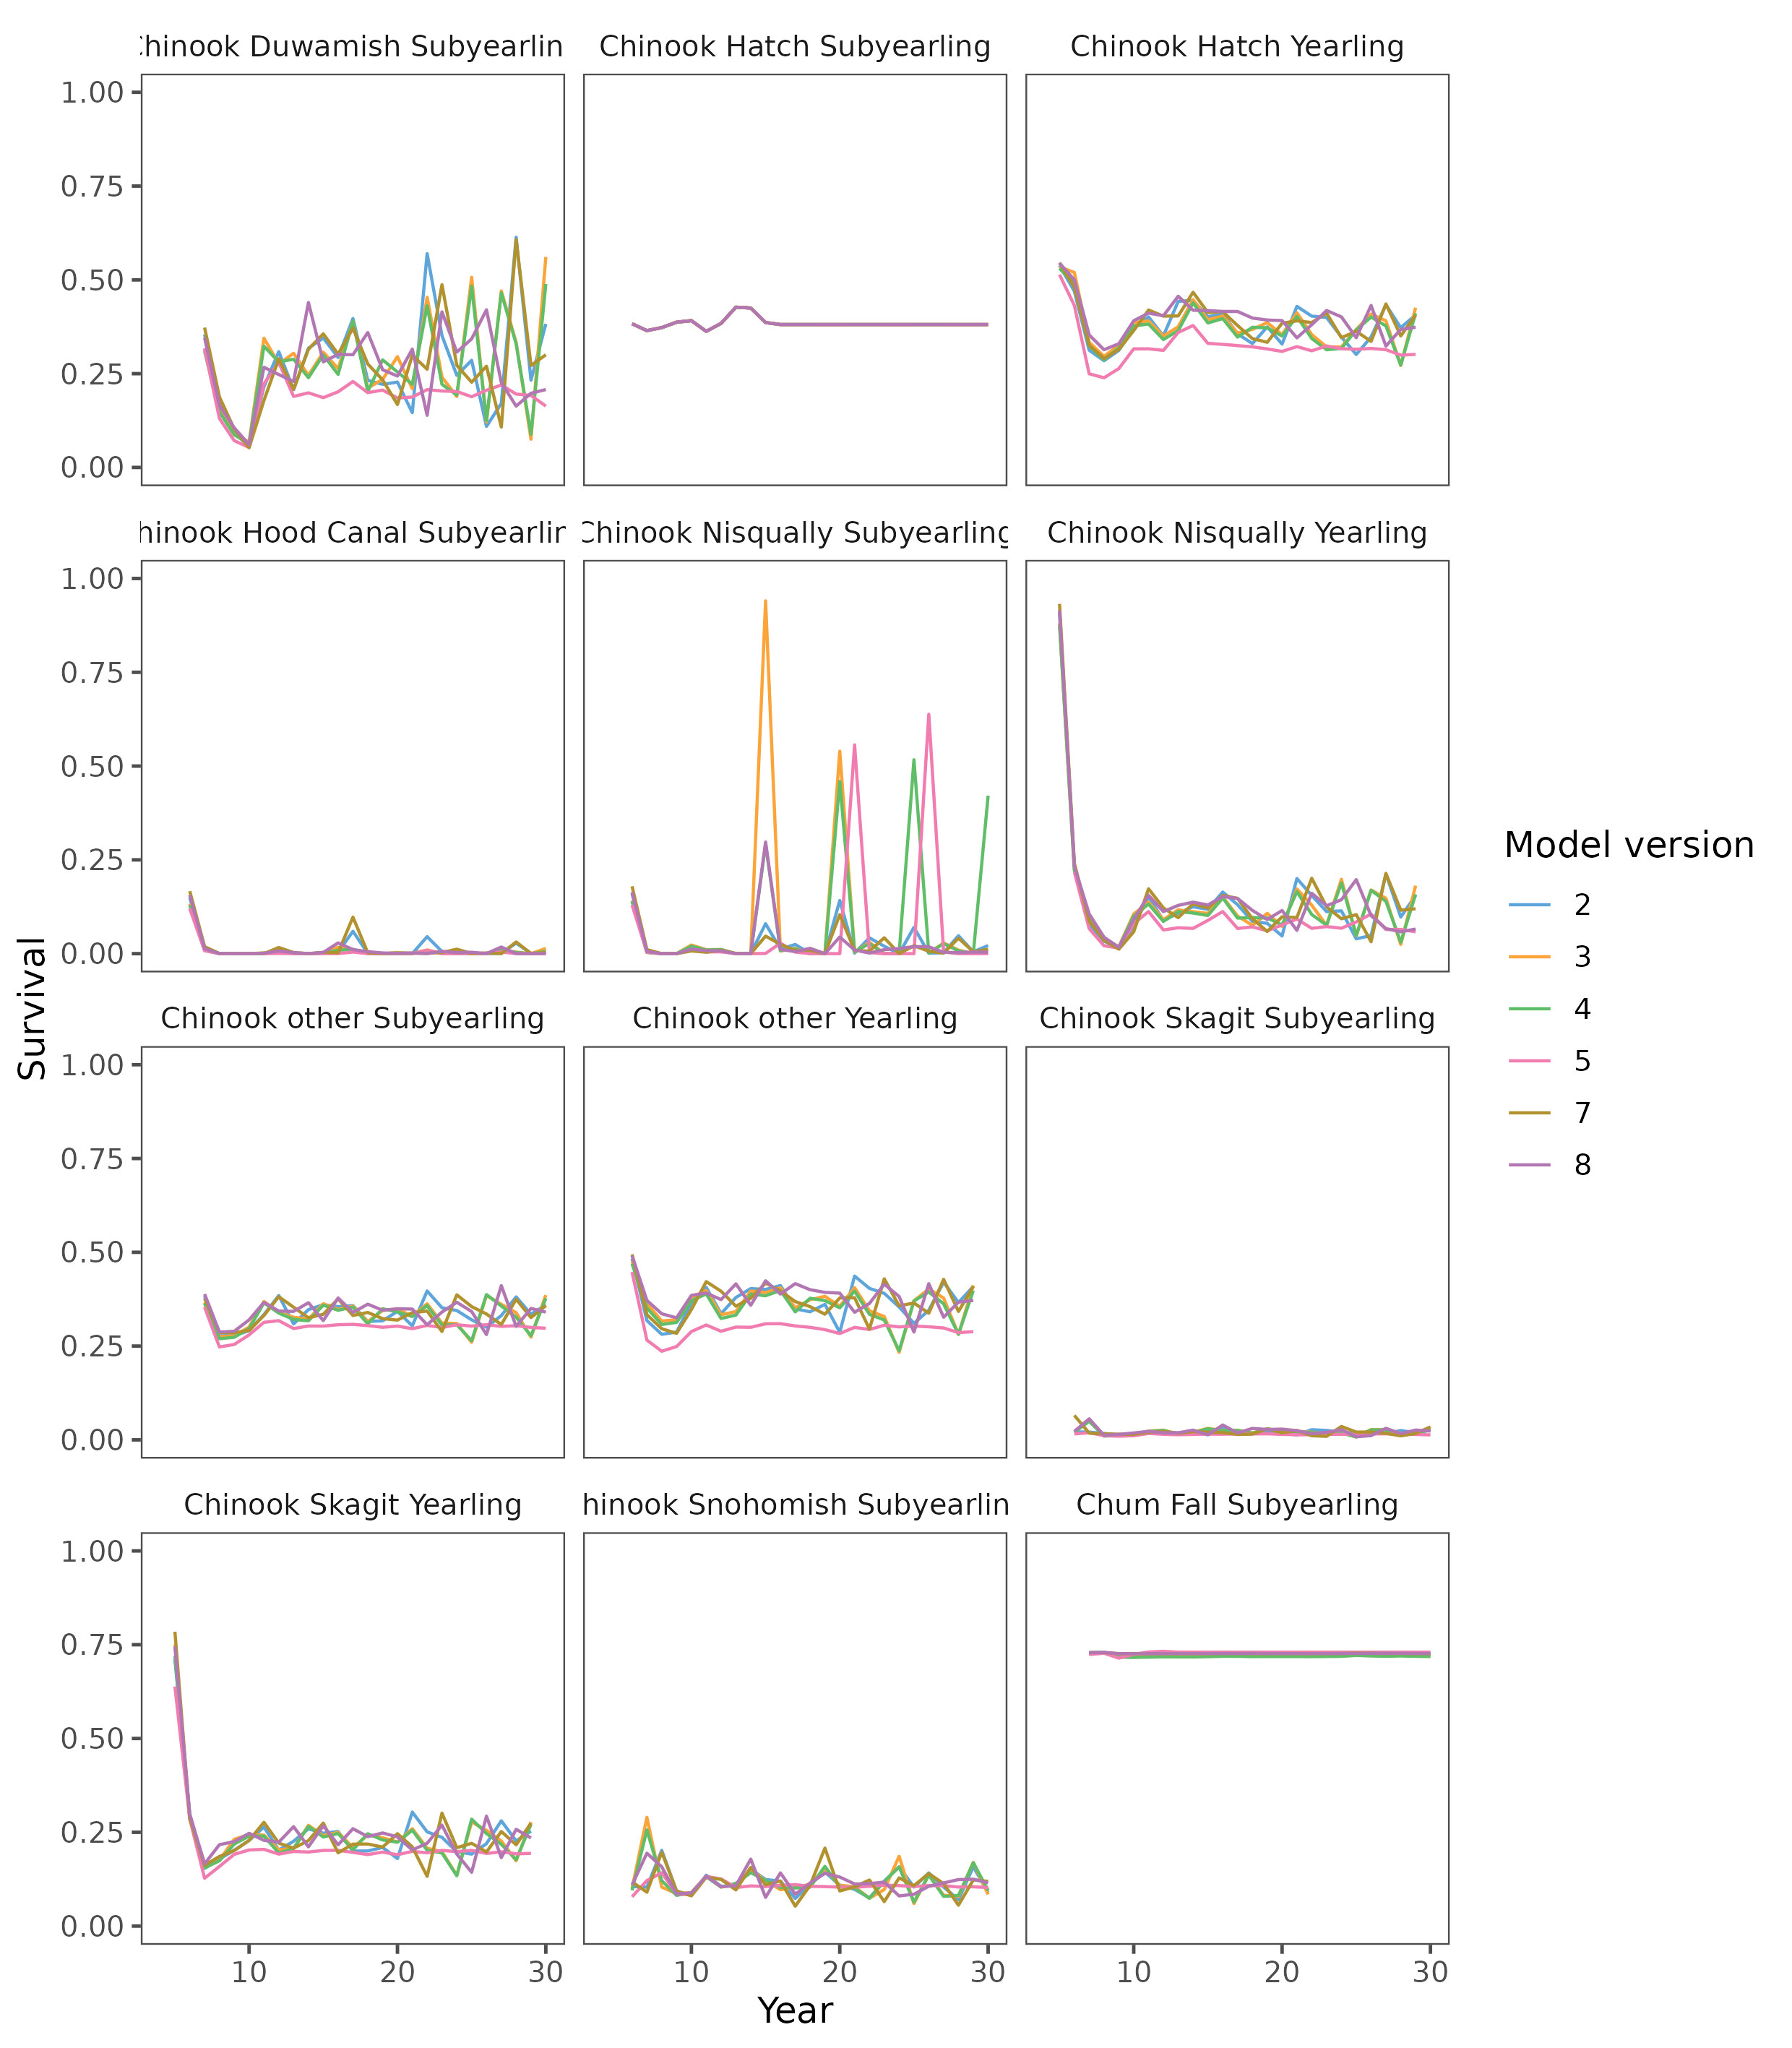 hinook Duwamish Subyearlin
Chinook Hatch Subyearling
Chinook Hatch Yearling
1.00
0.75
0.50
0.25
0.00
hinook Hood Canal Subyearlin
Chinook Nisqually Subyearling
Chinook Nisqually Yearling
1.00
0.75
0.50
0.25
0.00
Chinook other Subyearling
Chinook other Yearling
Chinook Skagit Subyearling
1.00
0.75
0.50
0.25
0.00
Chinook Skagit Yearling
hinook Snohomish Subyearlin
Chum Fall Subyearling
1.00
0.75
0.50
0.25
0.00
10 20 30
10 20 30
10 20 30
Year
Survival
Model version
2
3
4
5
7
8